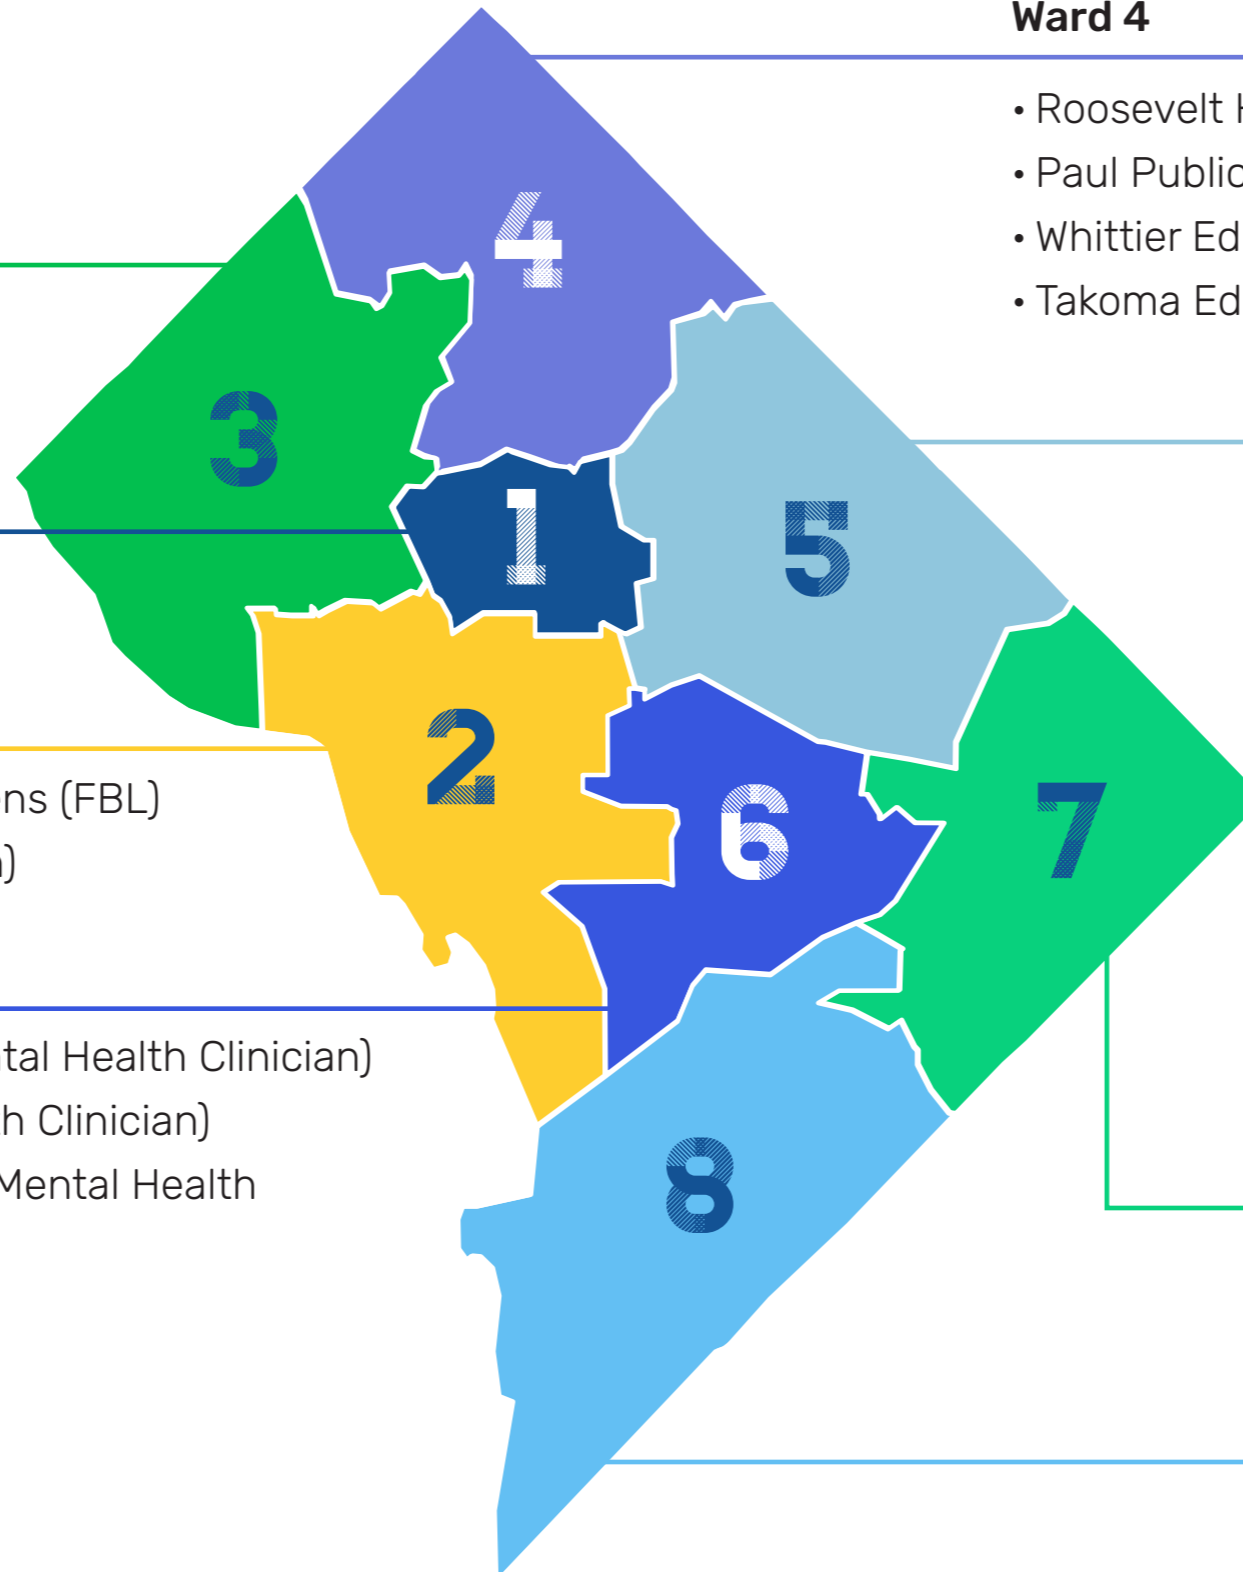 Ward 4
• Roosevelt
• Paul Public
• Whittier Ed
• Takoma Ed
4
3
1
5
2
ns (FBL)
)
6
7
tal Health Clinician)
h Clinician)
Mental Health
8